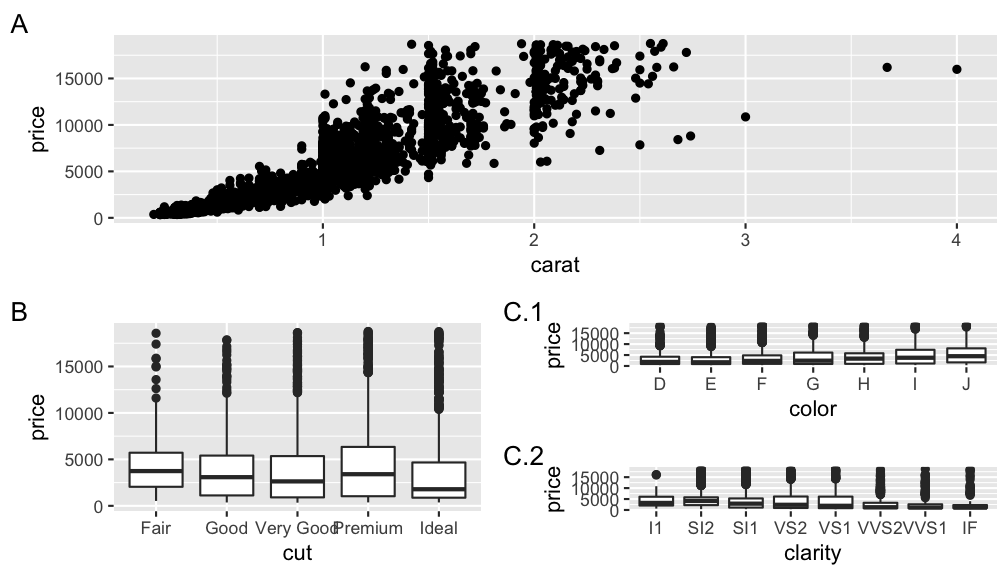 A
price
15000
10000
5000
0
1 2 3 4
carat
B
price
15000
10000
5000
0
Fair Good Very Good Premium Ideal
cut
C.1
price
15000
10000
5000
0
D E F G H I J
color
C.2
price
15000
10000
5000
0
I1 SI2 SI1 VS2 VS1 VVS2 VVS1 IF
clarity